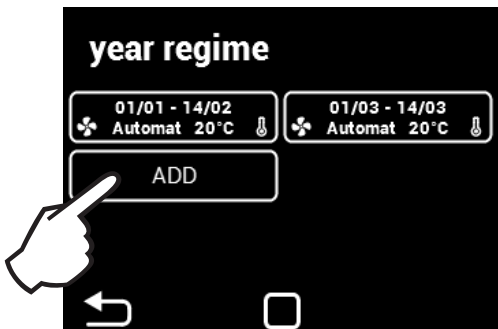 year regime
01/01 - 14/02
Automat 20°C
01/03 - 14/03
Automat 20°C
ADD